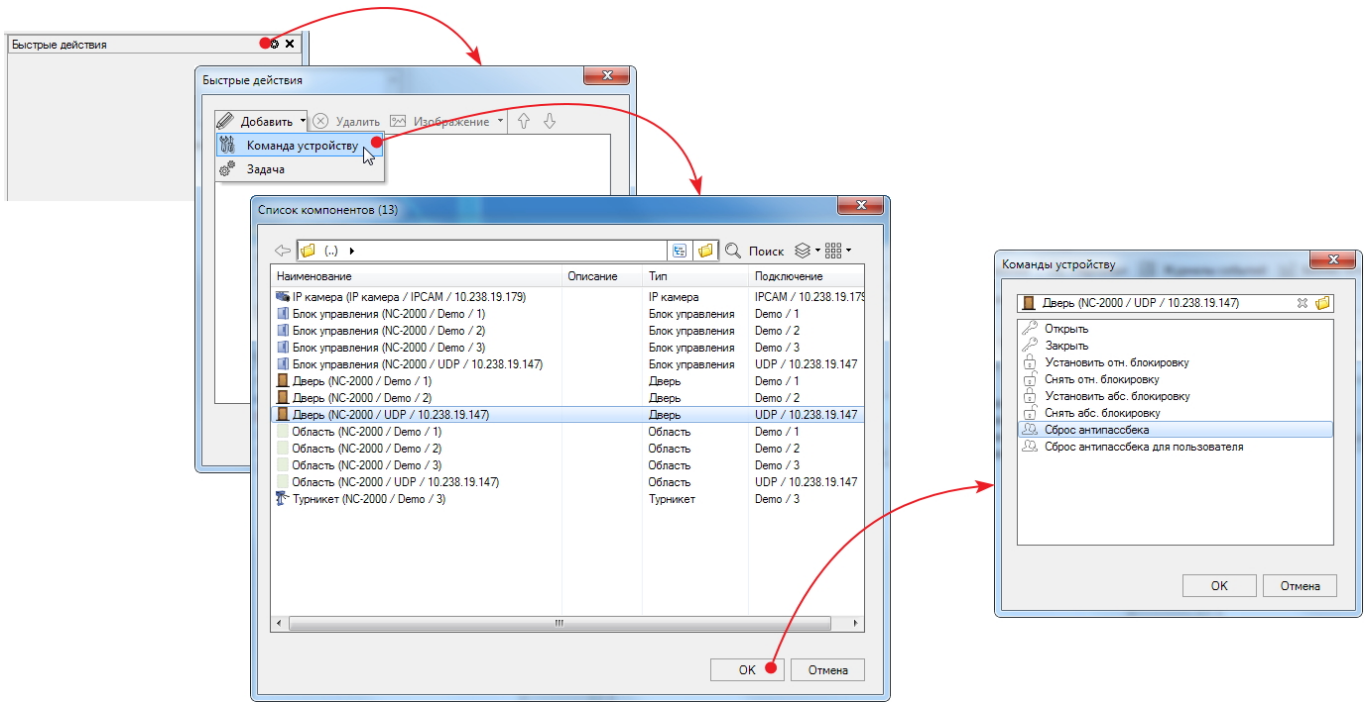 Быстрые действия
Быстрые действия
Добавить Удалить Изображение
Команда устройству
Задача
Список компонентов (13)
(..)
Поиск
Наименование Описание Тип Подключение
IP камера (IP камера / IPCAM / 10.238.19.179) IP камера IPCAM / 10.238.19.179
Блок управления (NC-2000 / Demo / 1) Блок управления Demo / 1
Блок управления (NC-2000 / Demo / 2) Блок управления Demo / 2
Блок управления (NC-2000 / Demo / 3) Блок управления Demo / 3
Блок управления (NC-2000 / UDP / 10.238.19.147) Блок управления UDP / 10.238.19.147
Дверь (NC-2000 / Demo / 1) Дверь Demo / 1
Дверь (NC-2000 / Demo / 2) Дверь Demo / 2
Дверь (NC-2000 / UDP / 10.238.19.147) Дверь UDP / 10.238.19.147
Область (NC-2000 / Demo / 1) Область Demo / 1
Область (NC-2000 / Demo / 2) Область Demo / 2
Область (NC-2000 / Demo / 3) Область Demo / 3
Область (NC-2000 / UDP / 10.238.19.147) Область UDP / 10.238.19.147
Турникет (NC-2000 / Demo / 3) Турникет Demo / 3
OK Отмена
Команды устройству
Дверь (NC-2000 / UDP / 10.238.19.147)
Открыть
Закрыть
Установить отн. блокировку
Снять отн. блокировку
Установить абс. блокировку
Снять абс. блокировку
Сброс антипассбека
Сброс антипассбека для пользователя
OK Отмена